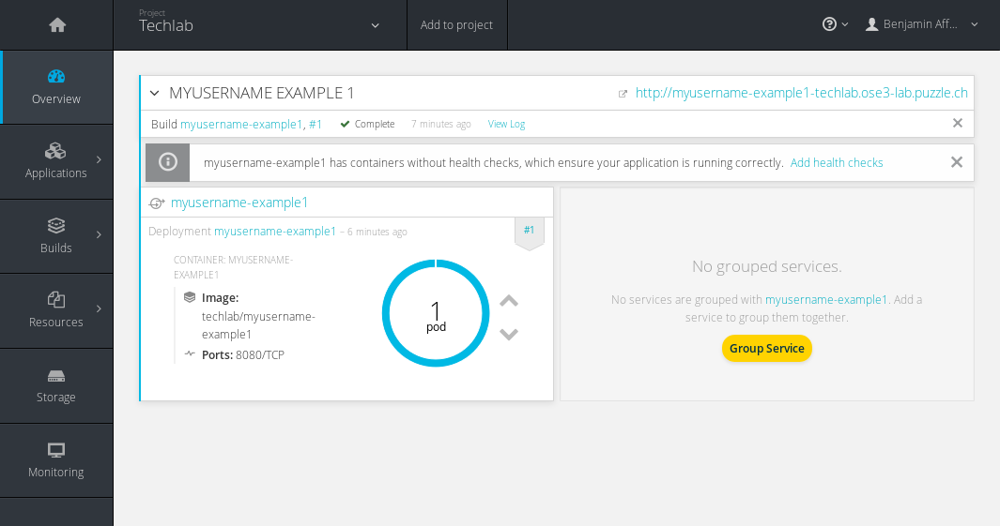 Project
Techlab
Add to project
Benjamin Aff...
Overview
Applications
Builds
Resources
Storage
Monitoring
MYUSERNAME EXAMPLE 1
http://myusername-example1-techlab.ose3-lab.puzzle.ch
Build myusername-example1, #1 Complete 7 minutes ago View Log
myusername-example1 has containers without health checks, which ensure your application is running correctly. Add health checks
myusername-example1
Deployment myusername-example1 – 6 minutes ago
#1
CONTAINER: MYUSERNAME-
EXAMPLE1
Image:
techlab/myusername-
example1
Ports: 8080/TCP
1
pod
No grouped services.
No services are grouped with myusername-example1. Add a
service to group them together.
Group Service